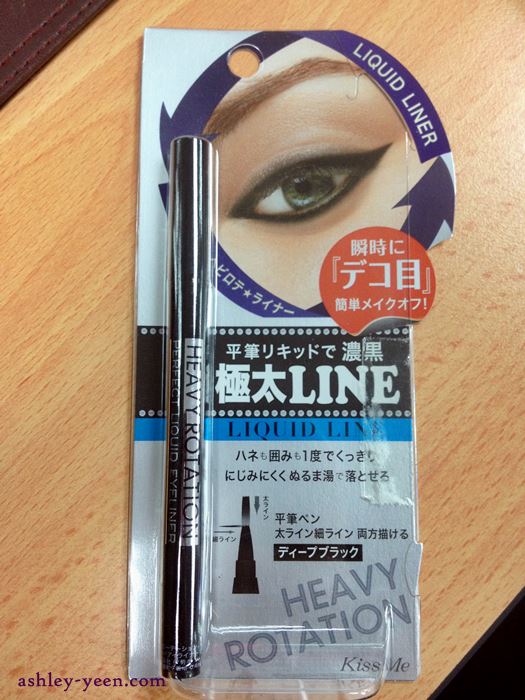 LIQUID LINER
ビロテ★ライナー
瞬時に
『デコ目』
簡単メイクオフ!
平筆リキッドで 濃黒
極太LINE
LIQUID LINE
ハネも囲みも1度でくっきり
にじみにくくぬるま湯で落とせる
太ライン
細ライン
平筆ペン
太ライン細ライン 両方描ける
ディープブラック
HEAVY
ROTATION
KissMe
HEAVY ROTATION
PERFECT LIQUID EYELINER
ashley-yeen.com